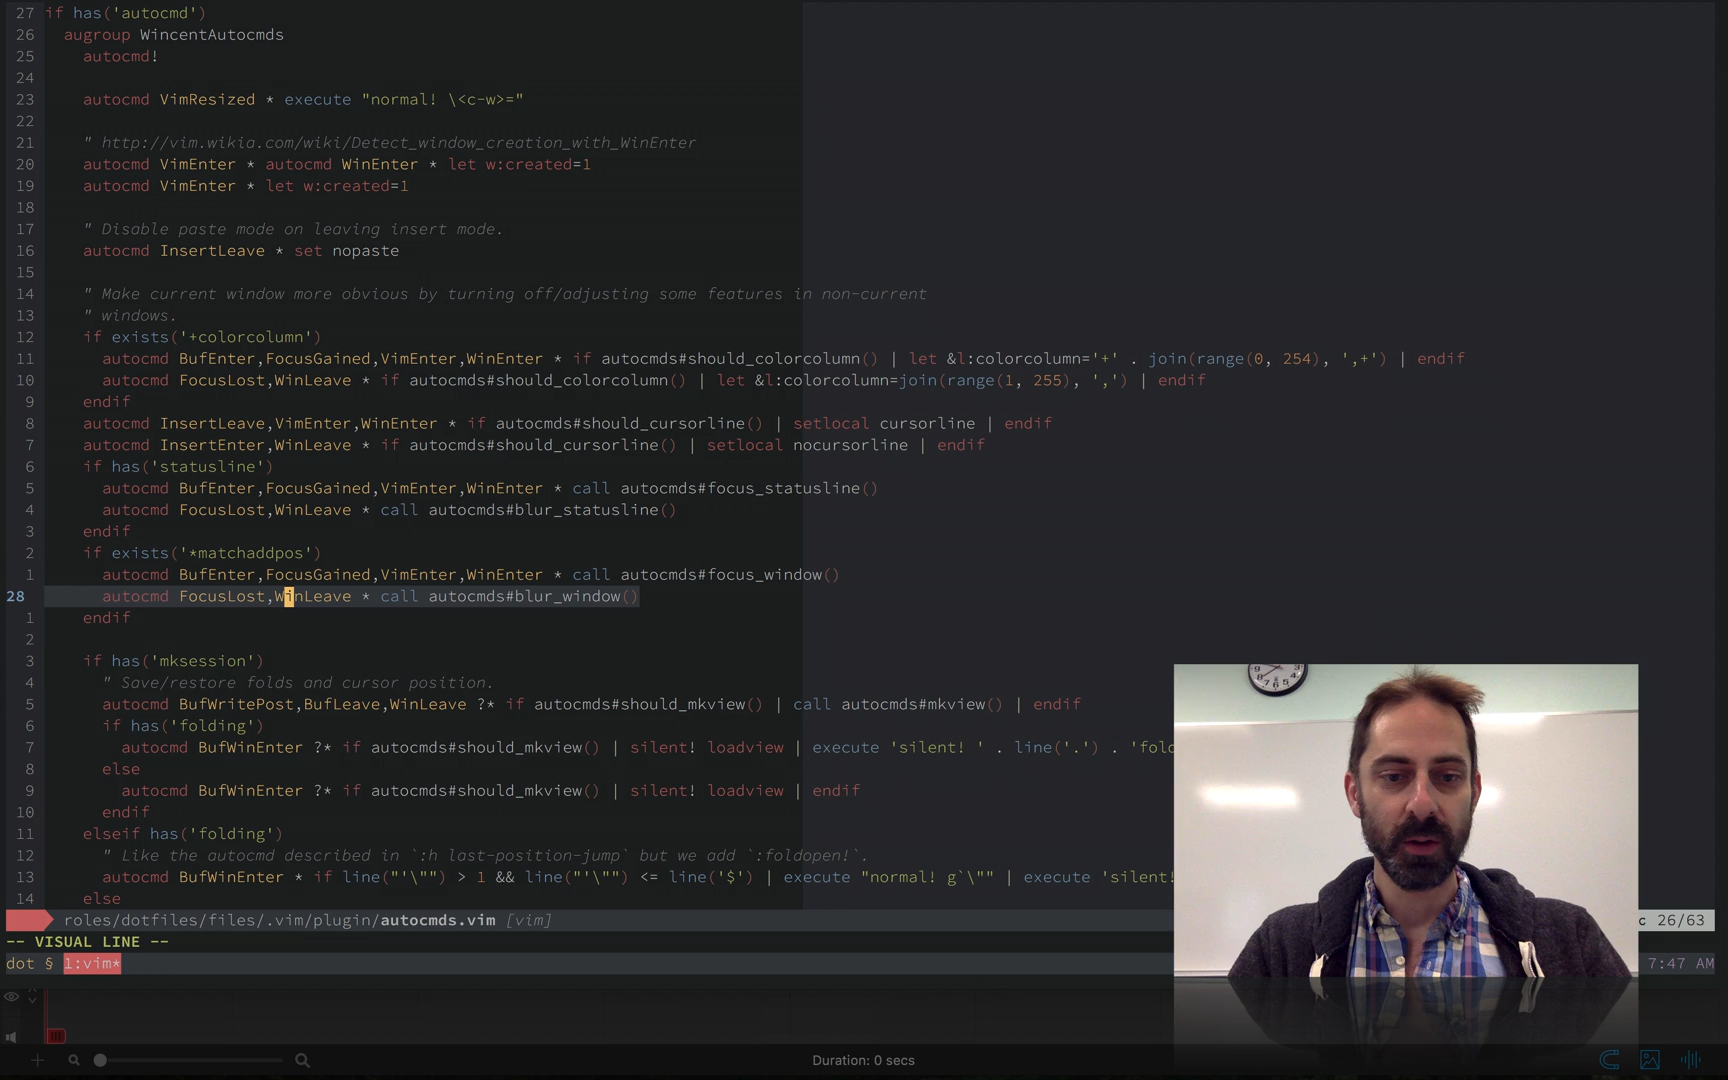 27 if has('autocmd')
26 augroup WincentAutocmds
25 autocmd!
24
23 autocmd VimResized * execute "normal! \<c-w>="
22
21 " http://vim.wikia.com/wiki/Detect_window_creation_with_WinEnter
20 autocmd VimEnter * autocmd WinEnter * let w:created=1
19 autocmd VimEnter * let w:created=1
18
17 " Disable paste mode on leaving insert mode.
16 autocmd InsertLeave * set nopaste
15
14 " Make current window more obvious by turning off/adjusting some features in non-current
13 " windows.
12 if exists('+colorcolumn')
11 autocmd BufEnter,FocusGained,VimEnter,WinEnter * if autocmds#should_colorcolumn() | let &l:colorcolumn='+' . join(range(0, 254), ',+') | endif
10 autocmd FocusLost,WinLeave * if autocmds#should_colorcolumn() | let &l:colorcolumn=join(range(1, 255), ',') | endif
9 endif
8 autocmd InsertLeave,VimEnter,WinEnter * if autocmds#should_cursorline() | setlocal cursorline | endif
7 autocmd InsertEnter,WinLeave * if autocmds#should_cursorline() | setlocal nocursorline | endif
6 if has('statusline')
5 autocmd BufEnter,FocusGained,VimEnter,WinEnter * call autocmds#focus_statusline()
4 autocmd FocusLost,WinLeave * call autocmds#blur_statusline()
3 endif
2 if exists('*matchaddpos')
1 autocmd BufEnter,FocusGained,VimEnter,WinEnter * call autocmds#focus_window()
28 autocmd FocusLost,WinLeave * call autocmds#blur_window()
1 endif
2
3 if has('mksession')
4 " Save/restore folds and cursor position.
5 autocmd BufWritePost,BufLeave,WinLeave ?* if autocmds#should_mkview() | call autocmds#mkview() | endif
6 if has('folding')
7 autocmd BufWinEnter ?* if autocmds#should_mkview() | silent! loadview | execute 'silent! ' . line('.') . 'fold
8 else
9 autocmd BufWinEnter ?* if autocmds#should_mkview() | silent! loadview | endif
10 endif
11 elseif has('folding')
12 " Like the autocmd described in `:h last-position-jump` but we add `:foldopen!`.
13 autocmd BufWinEnter * if line("'\"") > 1 && line("'\"") <= line('$') | execute "normal! g`\"" | execute 'silent!
14 else
roles/dotfiles/files/.vim/plugin/autocmds.vim [vim] c 26/63
-- VISUAL LINE --
dot § 1:vim* 7:47 AM
Duration: 0 secs